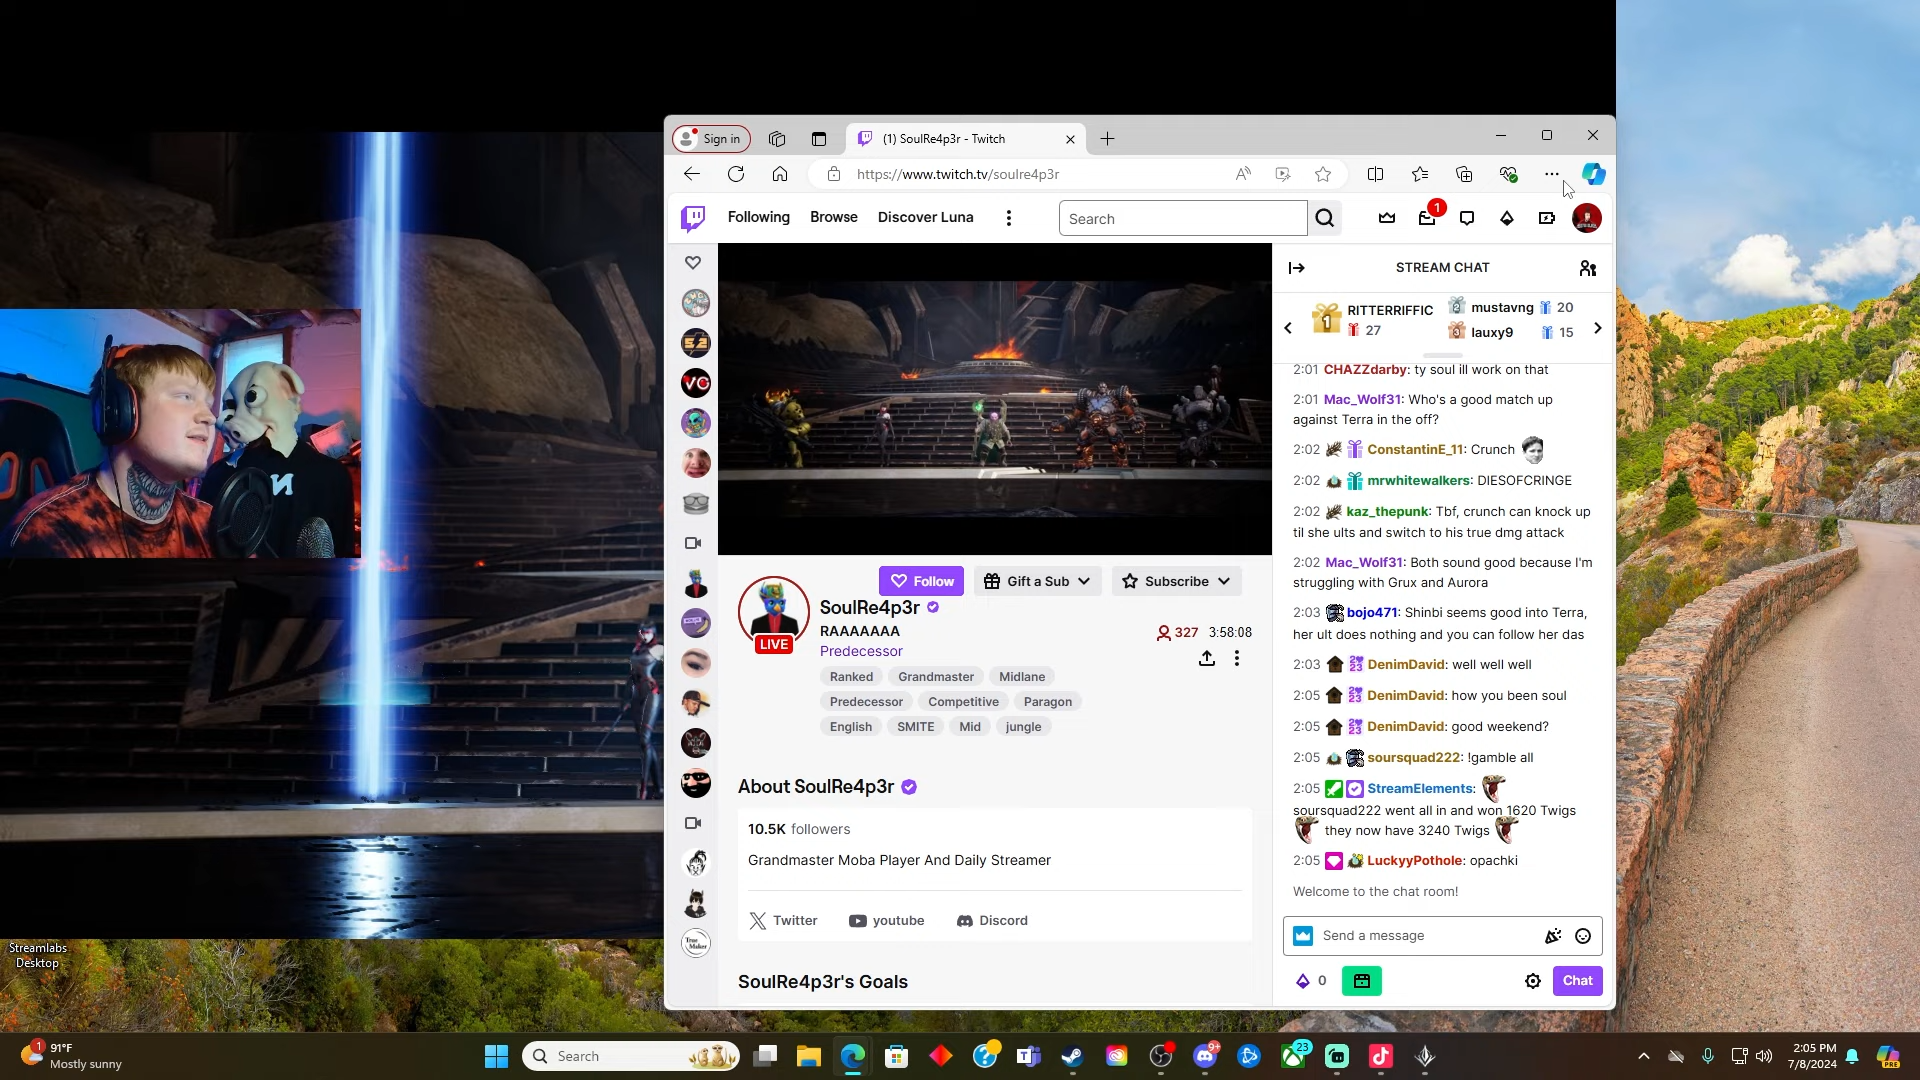 Sign in
(1) SoulRe4p3r - Twitch
https://www.twitch.tv/soulre4p3r
Following
Browse
Discover Luna
Search
1
STREAM CHAT
1
RITTERRIFFIC
27
2
mustavng
20
3
lauxy9
15
2:01 CHAZZdarby: ty soul ill work on that
2:01 Mac_Wolf31: Who's a good match up
against Terra in the off?
2:02 ConstantinE_11: Crunch
2:02 mrwhitewalkers: DIESOFCRINGE
2:02 kaz_thepunk: Tbf, crunch can knock up
til she ults and switch to his true dmg attack
2:02 Mac_Wolf31: Both sound good because I'm
struggling with Grux and Aurora
2:03 bojo471: Shinbi seems good into Terra,
her ult does nothing and you can follow her das
2:03 DenimDavid: well well well
2:05 DenimDavid: how you been soul
2:05 DenimDavid: good weekend?
2:05 soursquad222: !gamble all
2:05 StreamElements:
soursquad222 went all in and won 1620 Twigs
they now have 3240 Twigs
2:05 LuckyyPothole: opachki
Welcome to the chat room!
Send a message
0
Chat
Follow
Gift a Sub
Subscribe
SoulRe4p3r
LIVE
RAAAAAAA
Predecessor
327
3:58:08
Ranked
Grandmaster
Midlane
Predecessor
Competitive
Paragon
English
SMITE
Mid
jungle
About SoulRe4p3r
10.5K followers
Grandmaster Moba Player And Daily Streamer
Twitter
youtube
Discord
SoulRe4p3r's Goals
Streamlabs
Desktop
1
91°F
Mostly sunny
Search
9+
23
2:05 PM
7/8/2024
PRE